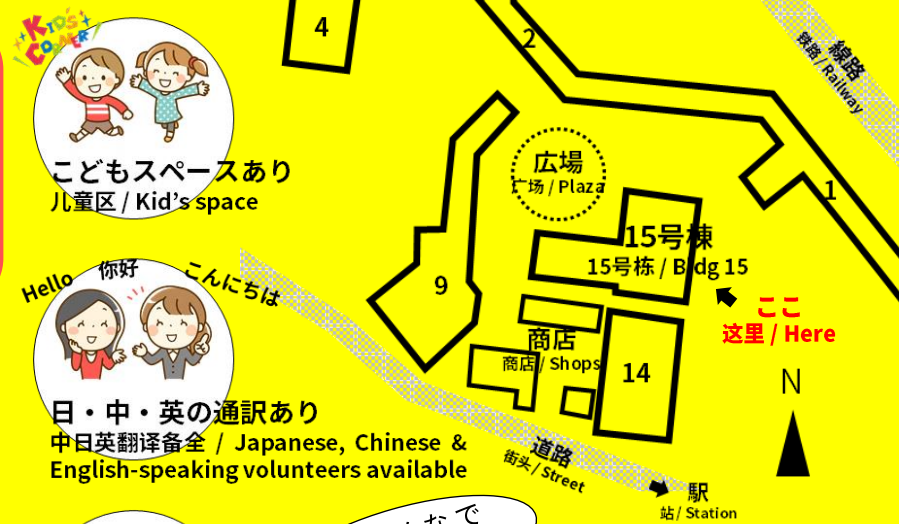 KID'S
CORNER
こどもスペースあり
儿童区 / Kid's space
Hello
你好
こんにちは
日・中・英の通訳あり
中日英翻译备全 / Japanese, Chinese &
English-speaking volunteers available
4
2
線路
铁路 / Railway
1
広場
广场 / Plaza
15号棟
15号栋 / Bldg 15
9
ここ
这里 / Here
商店
商店 / Shops
14
N
道路
街头 / Street
駅
站 / Station
なで